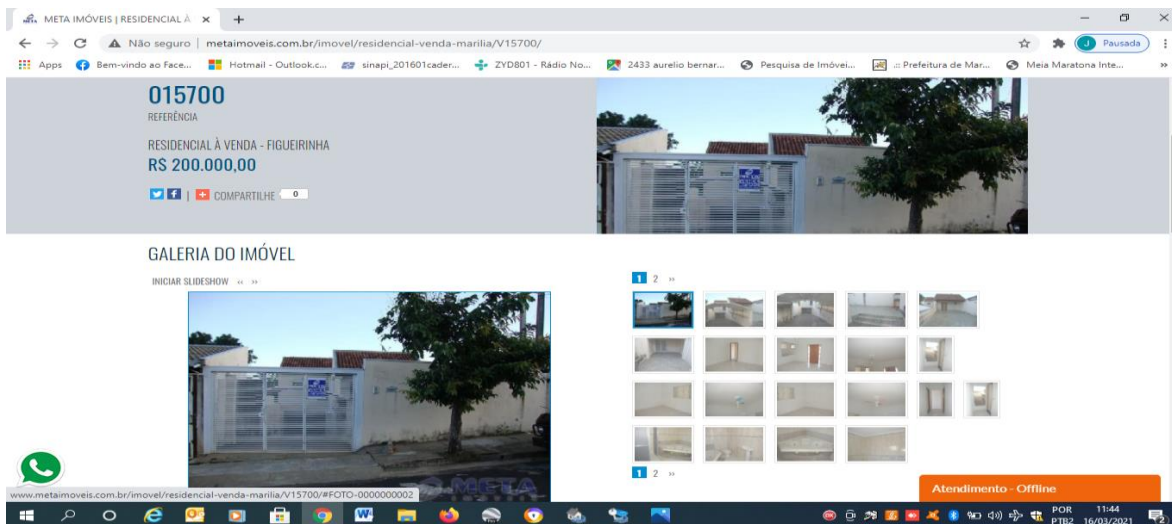 META IMÓVEIS | RESIDENCIAL À
Não seguro | metaimoveis.com.br/imovel/residencial-venda-marilia/V15700/
Pausada
Apps Bem-vindo ao Face... Hotmail - Outlook.c... sinapi_201601cader... ZYD801 - Rádio No... 2433 aurelio bernar... Pesquisa de Imóvei... .:: Prefeitura de Mar... Meia Maratona Inte... »
015700
REFERÊNCIA
RESIDENCIAL À VENDA - FIGUEIRINHA
R$ 200.000,00
| COMPARTILHE 0
GALERIA DO IMÓVEL
INICIAR SLIDESHOW ‹‹ ››
1 2 ››
META
1 2 ››
Atendimento - Offline
www.metaimoveis.com.br/imovel/residencial-venda-marilia/V15700/#FOTO-0000000002
POR 11:44
PTB2 16/03/2021